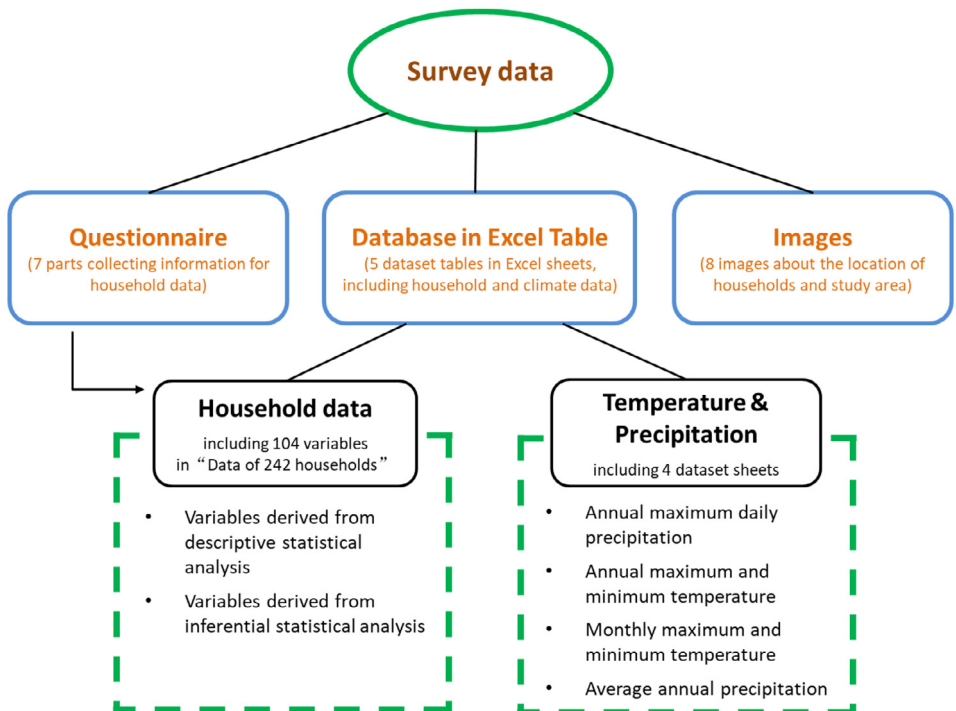 Survey data
Questionnaire
(7 parts collecting information for
household data)
Database in Excel Table
(5 dataset tables in Excel sheets,
including household and climate data)
Images
(8 images about the location of
households and study area)
Household data
including 104 variables
in “Data of 242 households”
• Variables derived from
descriptive statistical
analysis
• Variables derived from
inferential statistical analysis
Temperature &
Precipitation
including 4 dataset sheets
• Annual maximum daily
precipitation
• Annual maximum and
minimum temperature
• Monthly maximum and
minimum temperature
• Average annual precipitation